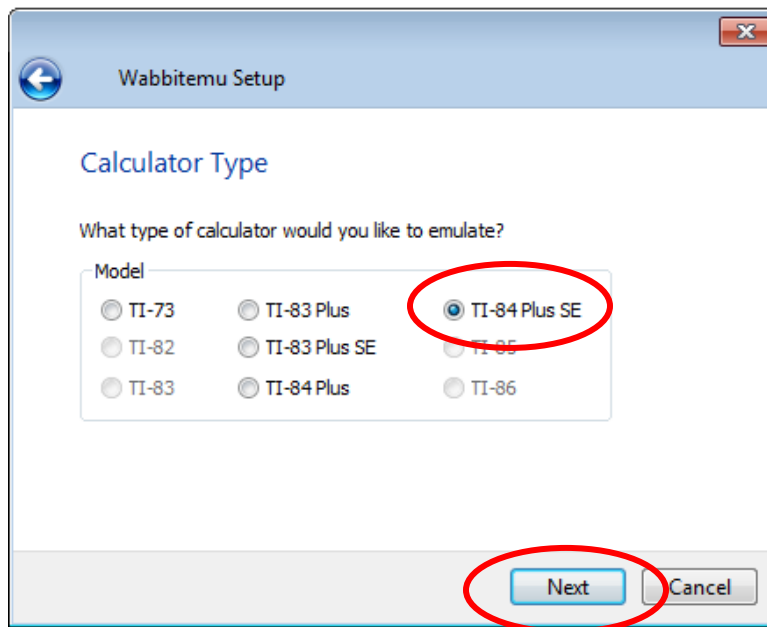 Wabbitemu Setup
Calculator Type
What type of calculator would you like to emulate?
Model
TI-73 TI-83 Plus TI-84 Plus SE
TI-82 TI-83 Plus SE TI-85
TI-83 TI-84 Plus TI-86
Next Cancel